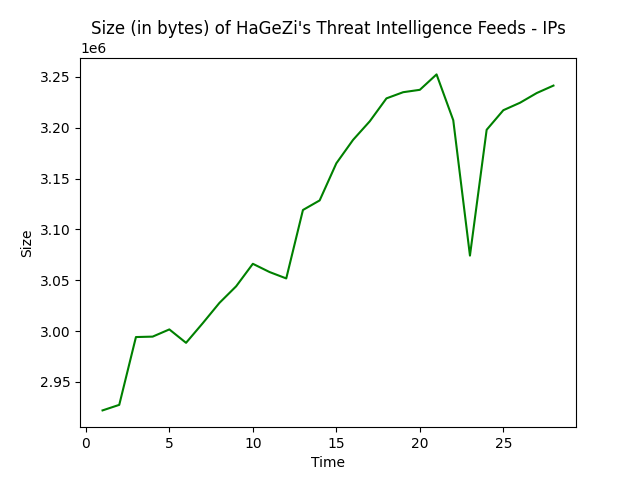 Size (in bytes) of HaGeZi's Threat Intelligence Feeds - IPs
1e6
3.25
3.20
3.15
3.10
3.05
3.00
2.95
Size
0 5 10 15 20 25
Time